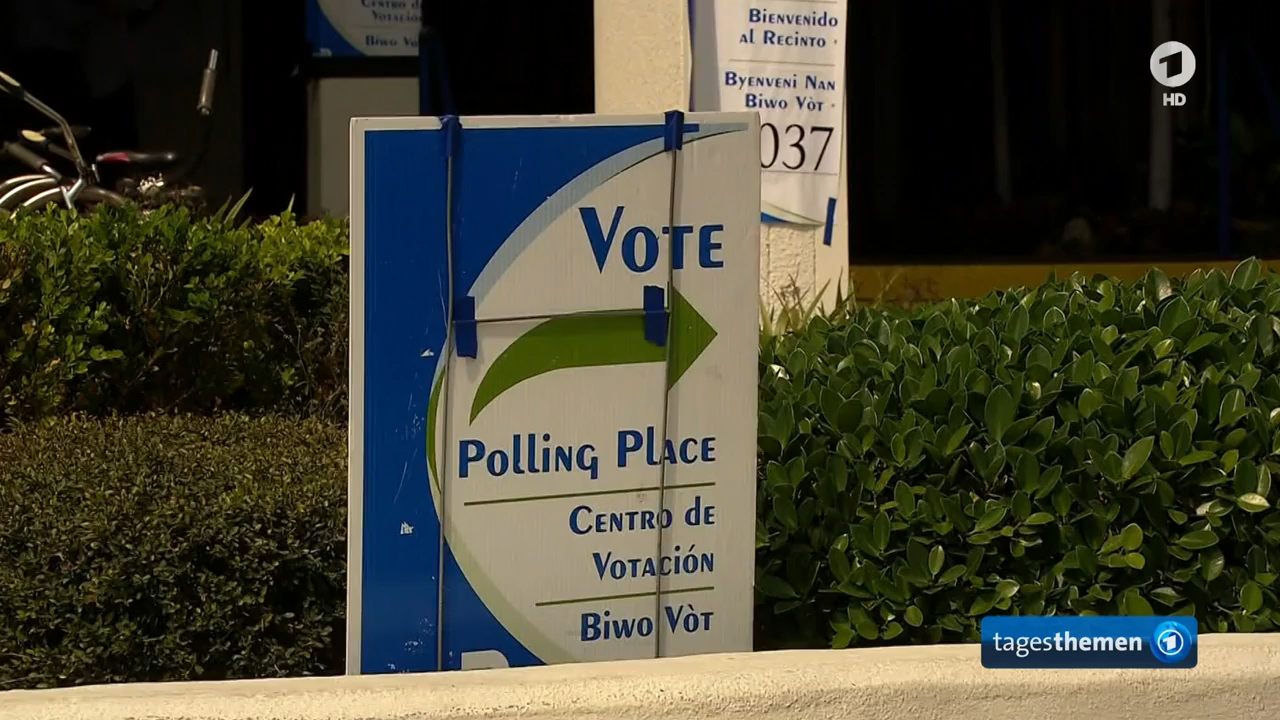 Centro de
Votación
Biwo Vòt
Bienvenido
al Recinto
Byenveni Nan
Biwo Vòt
037
1
HD
Vote
Polling Place
Centro de
Votación
Biwo Vòt
tagesthemen 1